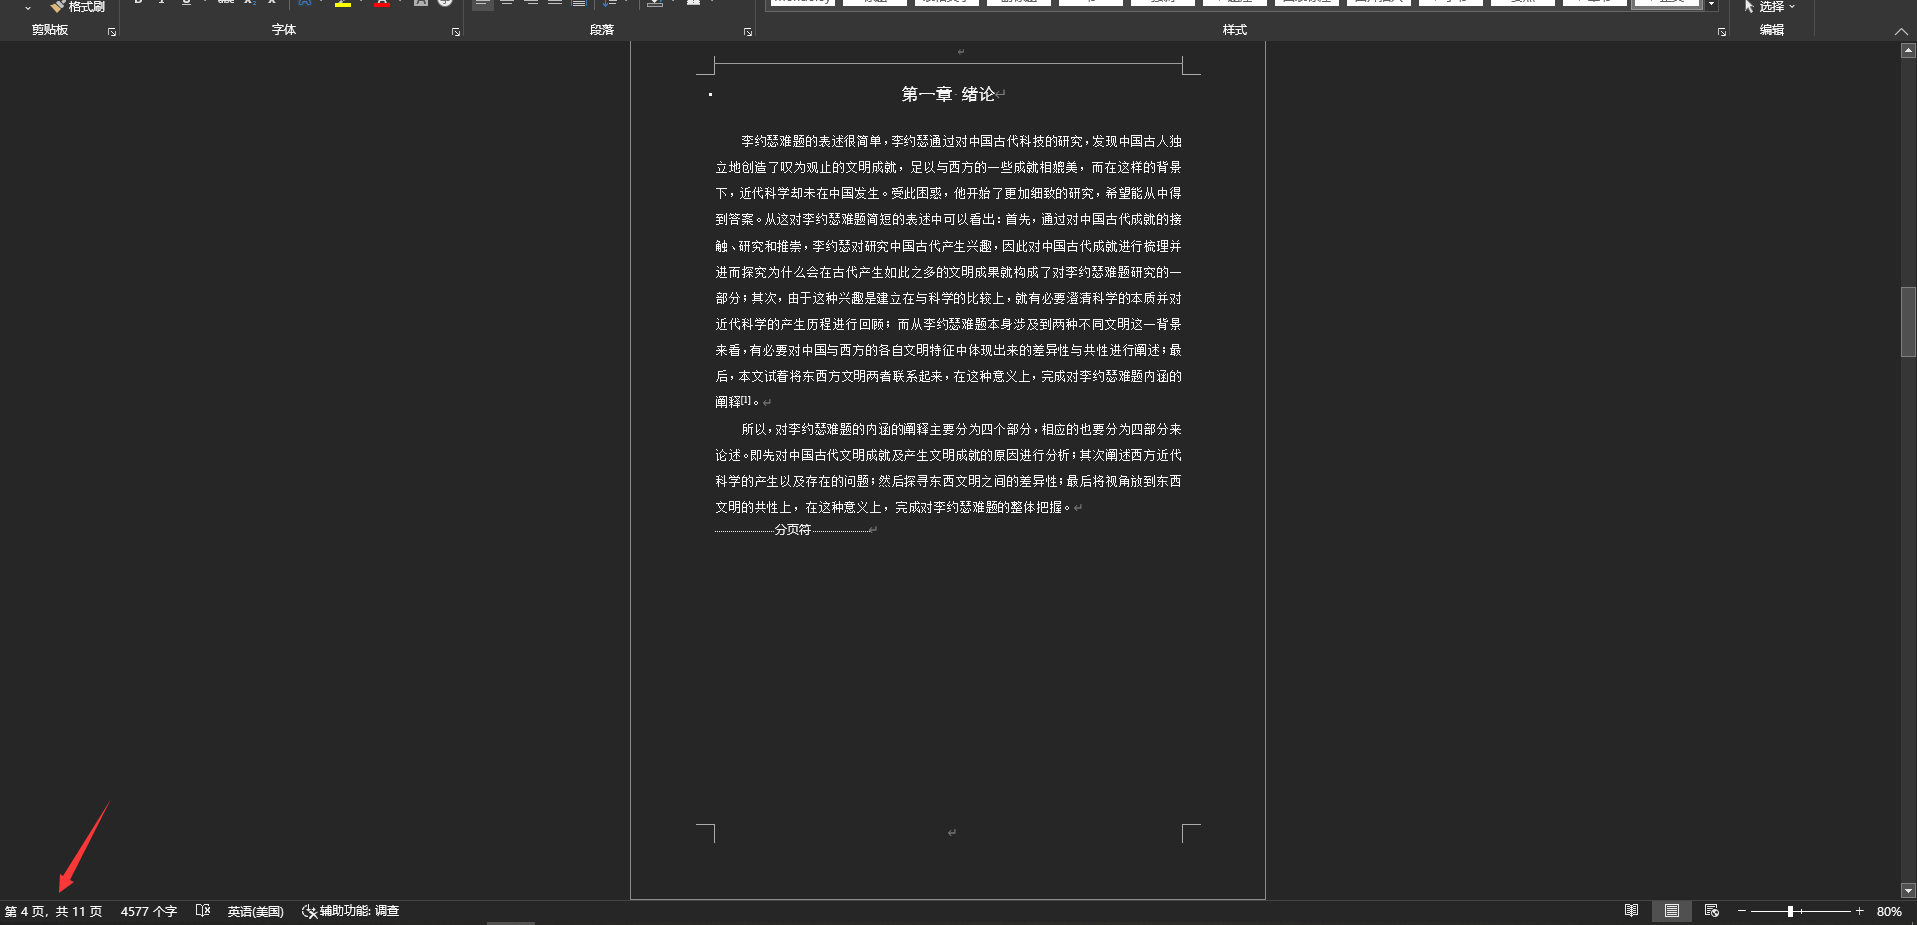 格式刷
选择
剪贴板
字体
段落
样式
编辑
第一章 绪论
李约瑟难题的表述很简单，李约瑟通过对中国古代科技的研究，发现中国古人独
立地创造了叹为观止的文明成就，足以与西方的一些成就相媲美，而在这样的背景
下，近代科学却未在中国发生。受此困惑，他开始了更加细致的研究，希望能从中得
到答案。从这对李约瑟难题简短的表述中可以看出：首先，通过对中国古代成就的接
触、研究和推崇，李约瑟对研究中国古代产生兴趣，因此对中国古代成就进行梳理并
进而探究为什么会在古代产生如此之多的文明成果就构成了对李约瑟难题研究的一
部分；其次，由于这种兴趣是建立在与科学的比较上，就有必要澄清科学的本质并对
近代科学的产生历程进行回顾；而从李约瑟难题本身涉及到两种不同文明这一背景
来看，有必要对中国与西方的各自文明特征中体现出来的差异性与共性进行阐述；最
后，本文试着将东西方文明两者联系起来，在这种意义上，完成对李约瑟难题内涵的
阐释[1]。
所以，对李约瑟难题的内涵的阐释主要分为四个部分，相应的也要分为四部分来
论述。即先对中国古代文明成就及产生文明成就的原因进行分析；其次阐述西方近代
科学的产生以及存在的问题；然后探寻东西文明之间的差异性；最后将视角放到东西
文明的共性上，在这种意义上，完成对李约瑟难题的整体把握。
分页符
第 4 页，共 11 页 4577 个字 英语(美国) 辅助功能: 调查 80%